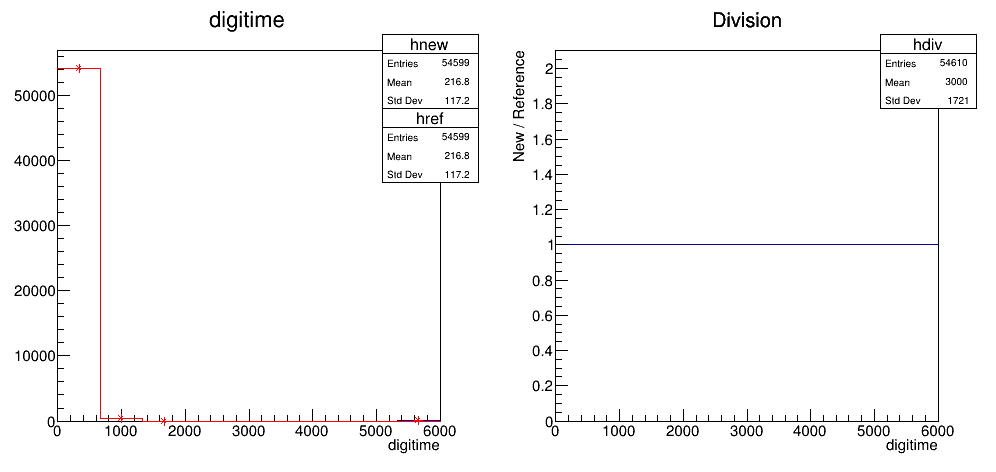 digitime
hnew
Entries 54599
Mean 216.8
Std Dev 117.2
href
Entries 54599
Mean 216.8
Std Dev 117.2
50000
40000
30000
20000
10000
0
0 1000 2000 3000 4000 5000 6000
digitime
Division
hdiv
Entries 54610
Mean 3000
Std Dev 1721
New / Reference
2
1.8
1.6
1.4
1.2
1
0.8
0.6
0.4
0.2
0
0 1000 2000 3000 4000 5000 6000
digitime